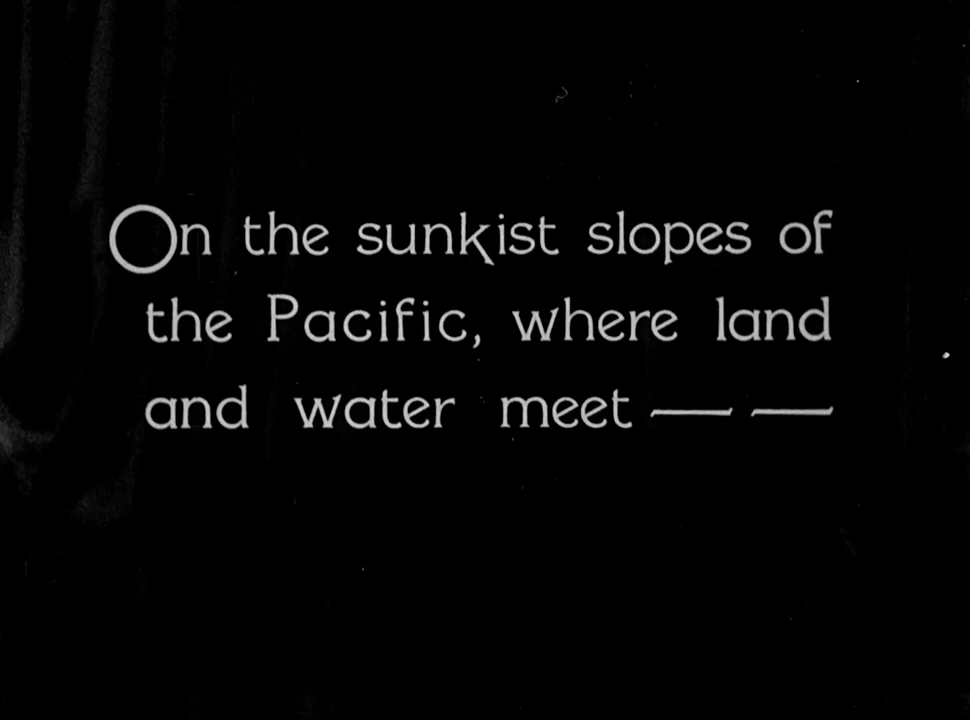 On the sunkist slopes of
the Pacific, where land
and water meet — —